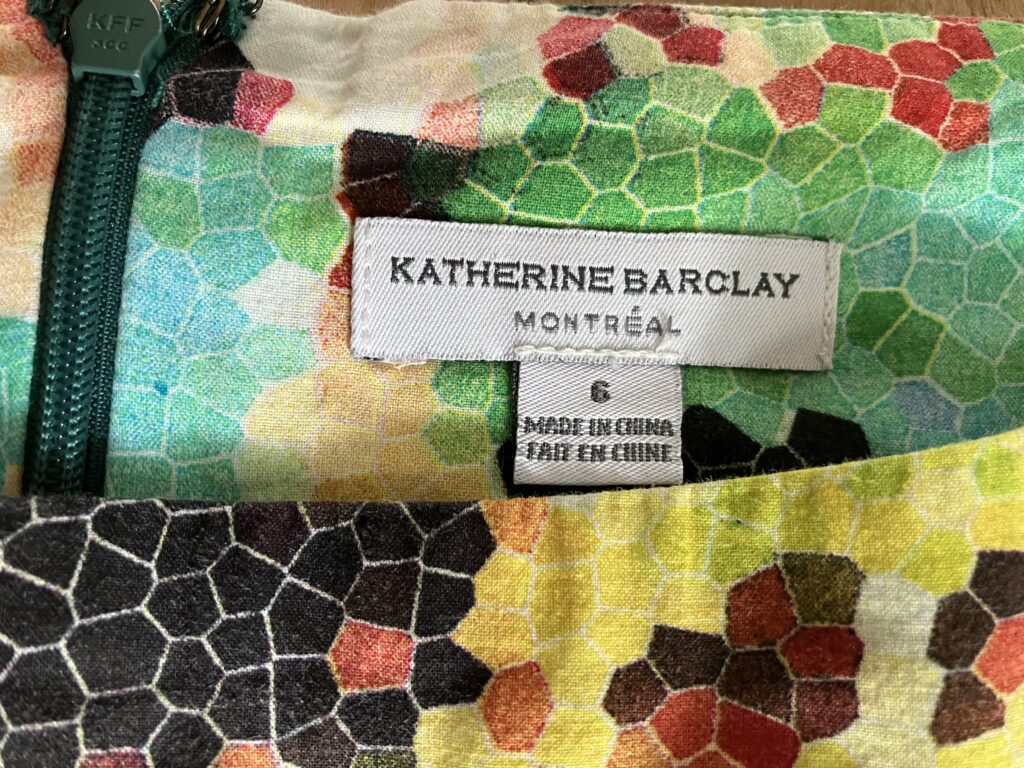 KFF
KATHERINE BARCLAY
MONTRÉAL
6
MADE IN CHINA
FAIT EN CHINE